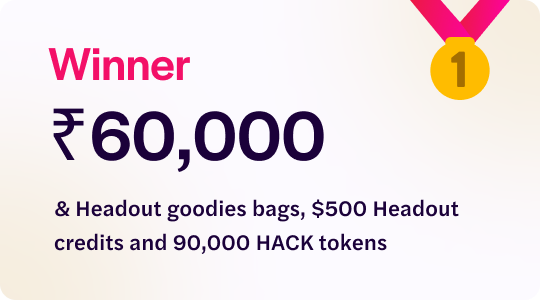 Winner
1
₹60,000
& Headout goodies bags, $500 Headout
credits and 90,000 HACK tokens